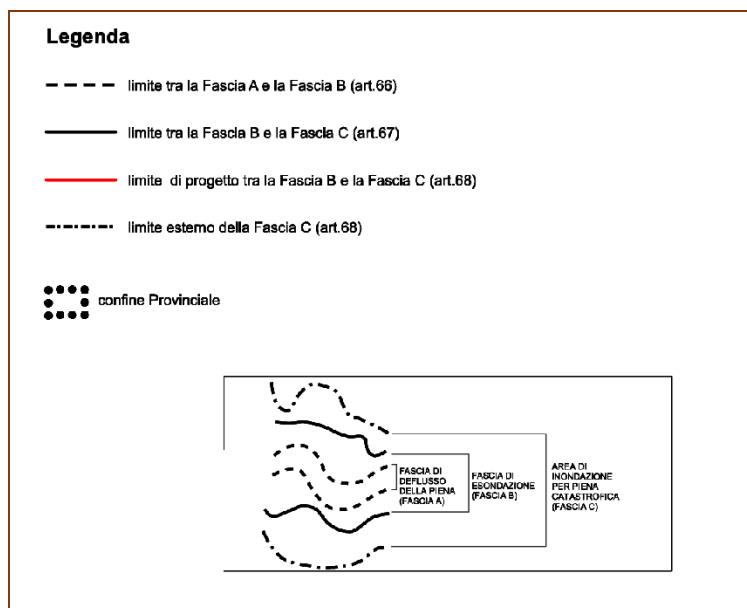 Legenda
limite tra la Fascia A e la Fascia B (art.66)
limite tra la Fascia B e la Fascia C (art.67)
limite di progetto tra la Fascia B e la Fascia C (art.68)
limite esterno della Fascia C (art.68)
confine Provinciale
FASCIA DI
DEFLUSSO
DELLA PIENA
(FASCIA A)
FASCIA DI
ESONDAZIONE
(FASCIA B)
AREA DI
INONDAZIONE
PER PIENA
CATASTROFICA
(FASCIA C)